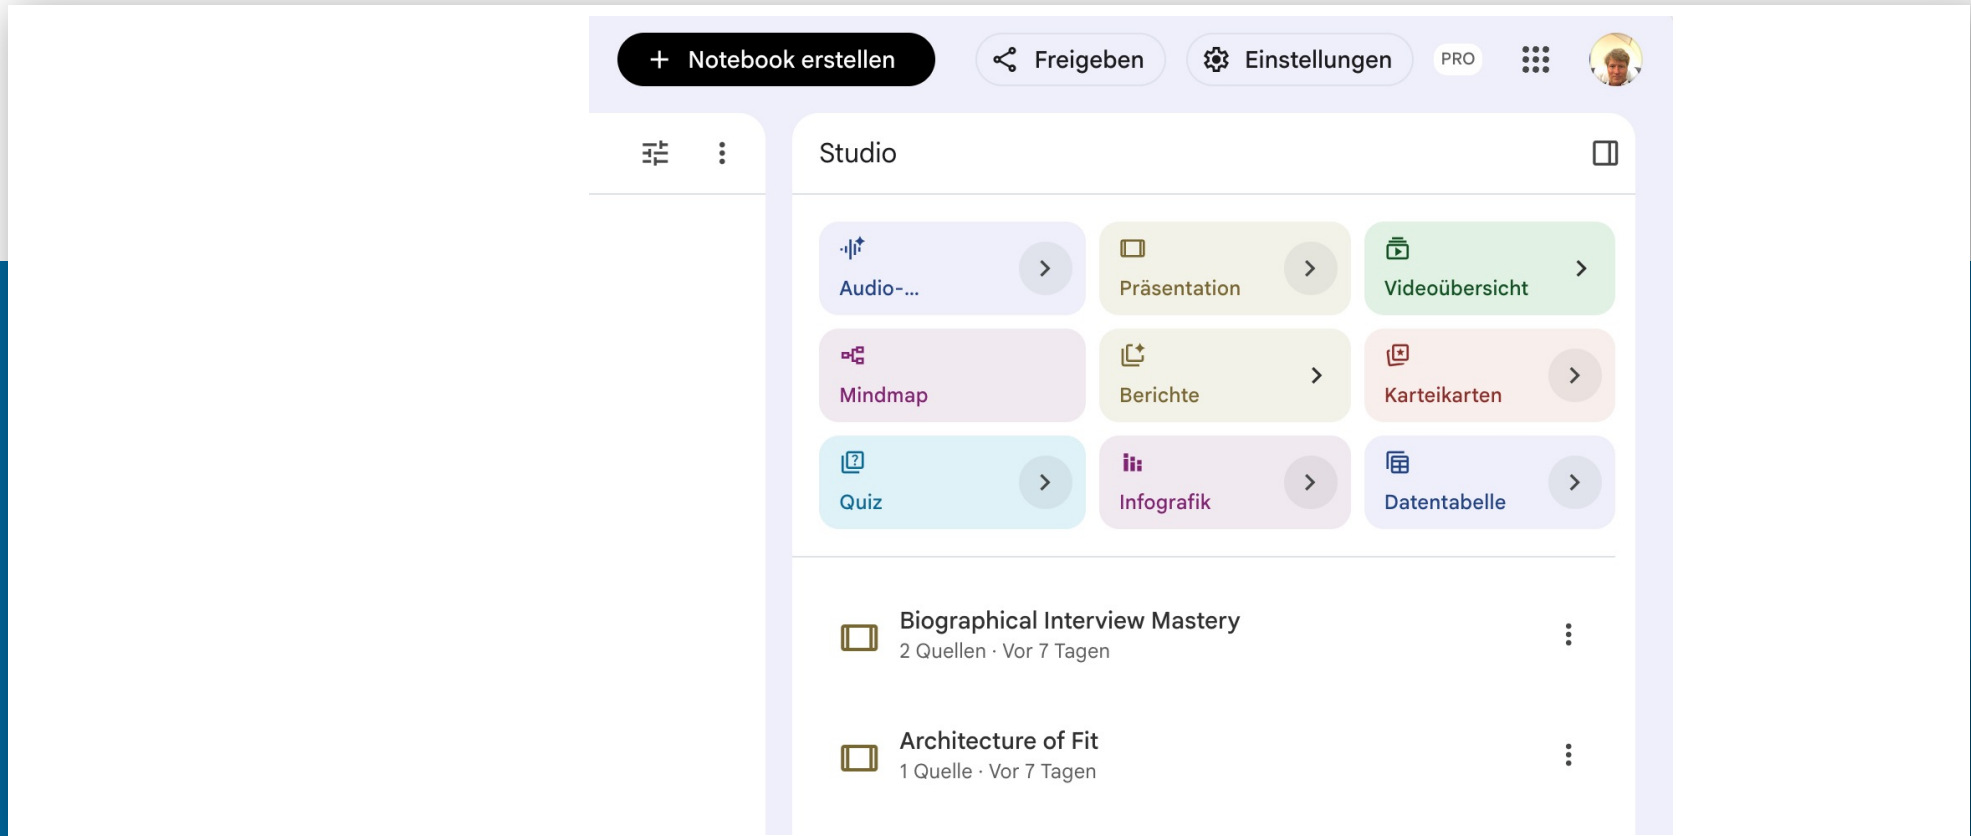 Notebook erstellen
Freigeben
Einstellungen
PRO
Studio
Audio-...
Präsentation
Videoübersicht
Mindmap
Berichte
Karteikarten
Quiz
Infografik
Datentabelle
Biographical Interview Mastery
2 Quellen · Vor 7 Tagen
Architecture of Fit
1 Quelle · Vor 7 Tagen